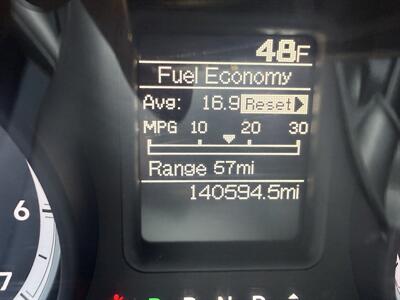 48F
Fuel Economy
Avg: 16.9 Reset
MPG 10 20 30
Range 57mi
140594.5mi
6
7
P R N D